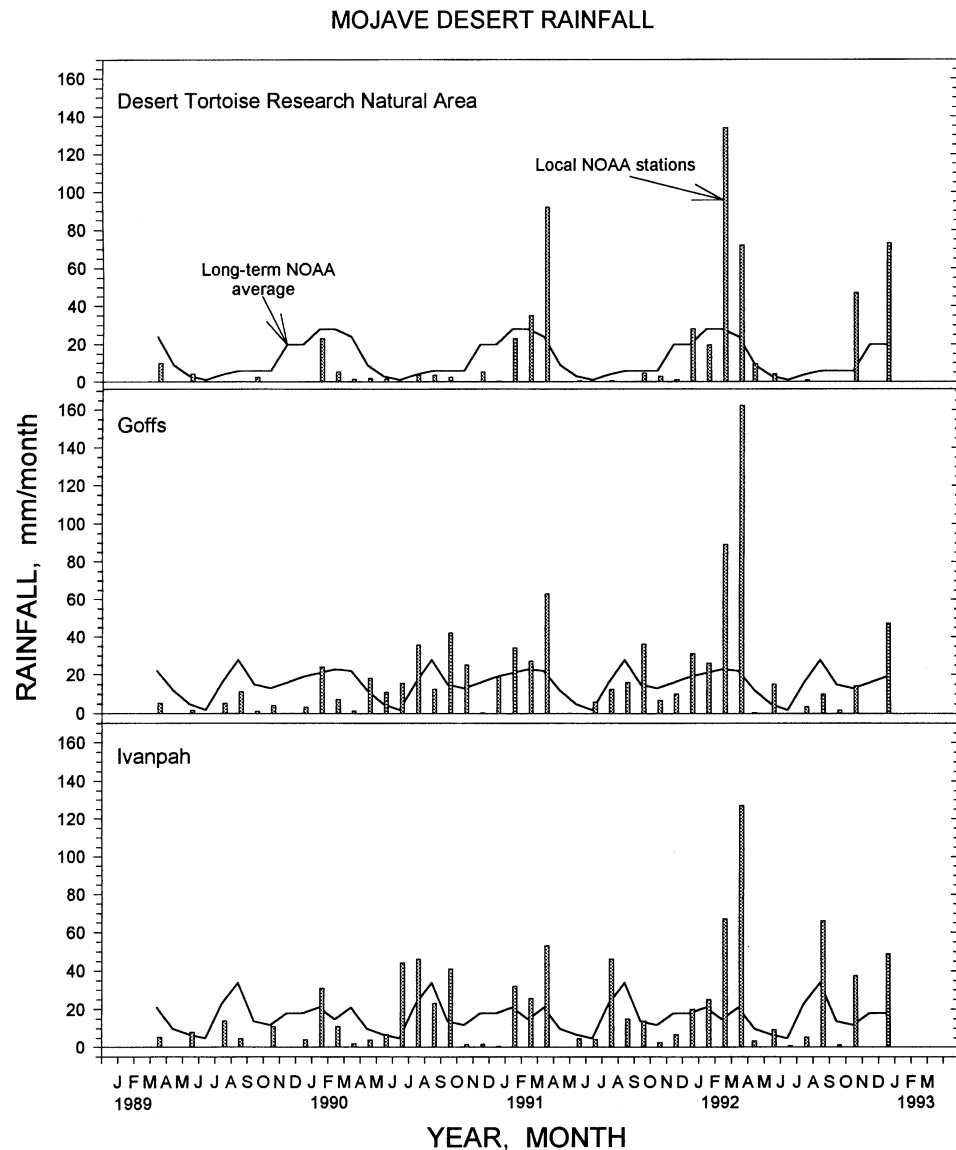 MOJAVE DESERT RAINFALL
160
Desert Tortoise Research Natural Area
140
120
Local NOAA stations
100
80
Long-term NOAA
average
60
40
20
0
160
Goffs
140
120
100
80
60
40
20
0
160
Ivanpah
140
120
100
80
60
40
20
0
RAINFALL, mm/month
J F M A M J J A S O N D J F M A M J J A S O N D J F M A M J J A S O N D J F M A M J J A S O N D J F M
1989 1990 1991 1992 1993
YEAR, MONTH